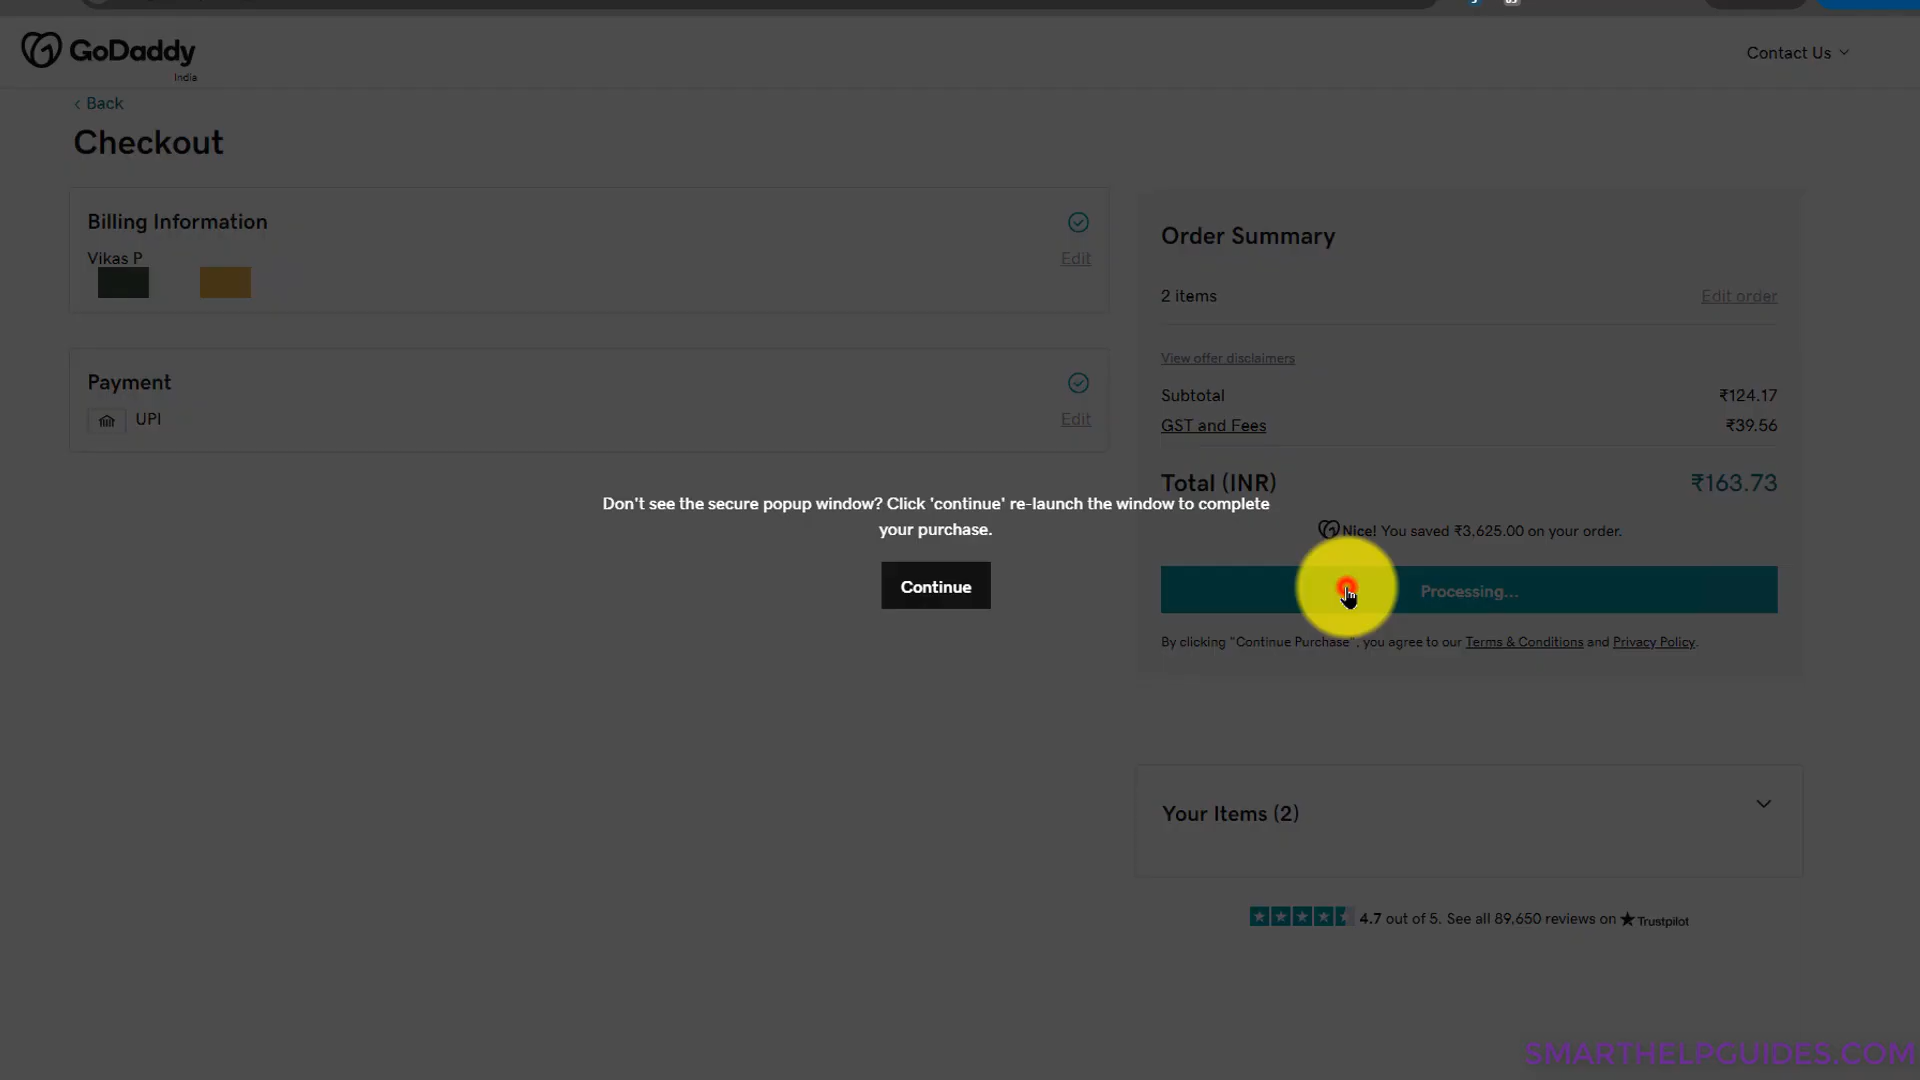 GoDaddy
India
Contact Us
Back
Checkout
Billing Information
Vikas P
Edit
Payment
UPI
Edit
Order Summary
2 items
Edit order
View offer disclaimers
Subtotal
₹124.17
GST and Fees
₹39.56
Total (INR)
₹163.73
Nice! You saved ₹3,625.00 on your order.
Processing...
By clicking "Continue Purchase", you agree to our Terms & Conditions and Privacy Policy.
Don't see the secure popup window? Click 'continue' re-launch the window to complete
your purchase.
Continue
Your Items (2)
4.7 out of 5. See all 89,650 reviews on Trustpilot
SMARTHELPGUIDES.COM